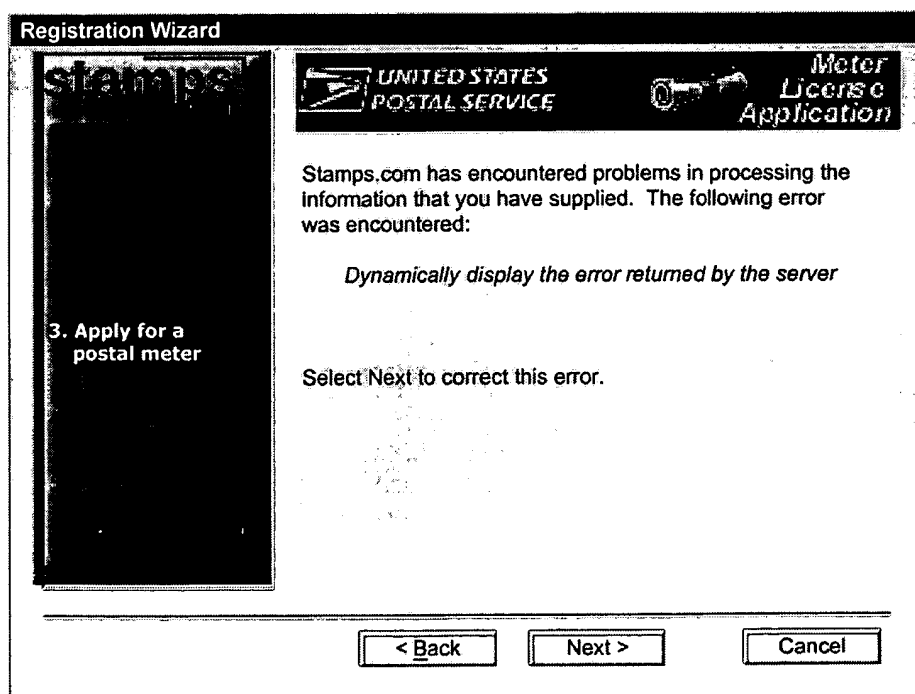 Registration Wizard
stamps
UNITED STATES
POSTAL SERVICE
Meter
License
Application
Stamps.com has encountered problems in processing the
information that you have supplied. The following error
was encountered:
Dynamically display the error returned by the server
3. Apply for a
postal meter
Select Next to correct this error.
< Back
Next >
Cancel